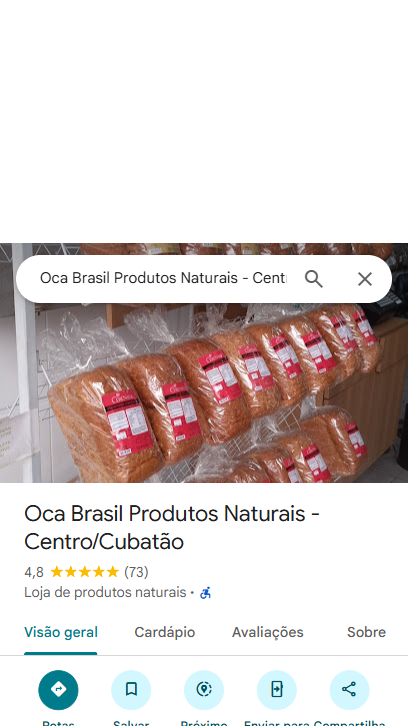 Oca Brasil Produtos Naturais - Cent
Oca Brasil Produtos Naturais -
Centro/Cubatão
4,8 (73)
Loja de produtos naturais ·
Visão geral Cardápio Avaliações Sobre
Rotas Salvar Próximo Enviar para Compartilha